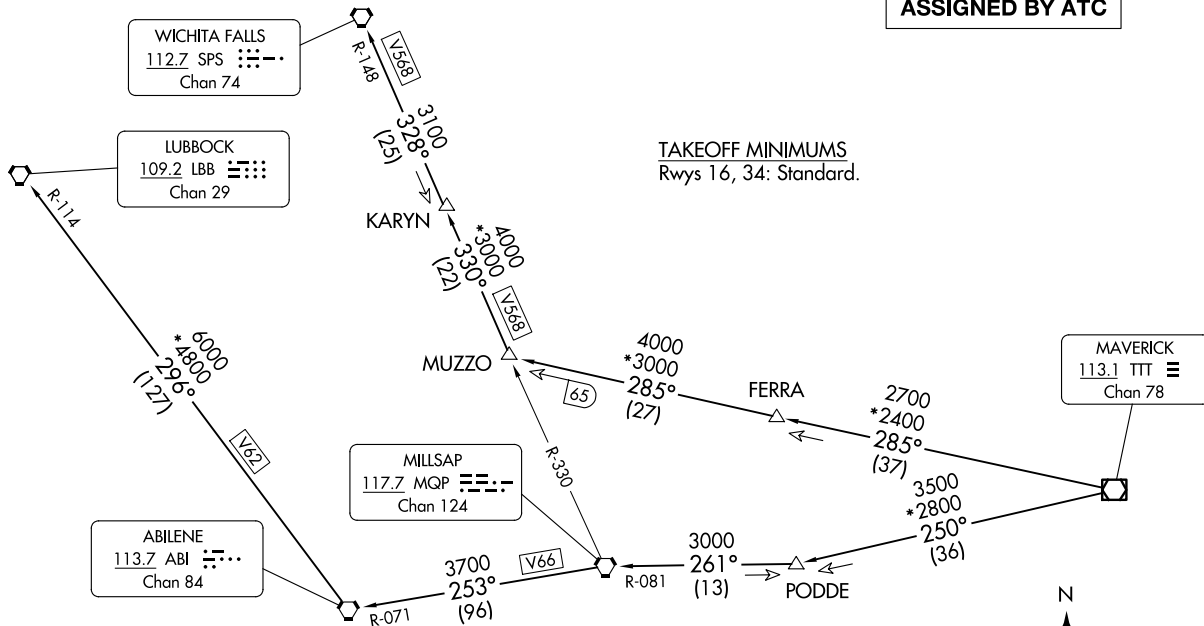 ASSIGNED BY ATC
WICHITA FALLS
112.7 SPS
Chan 74
R-148
V568
3100
328°
(25)
LUBBOCK
109.2 LBB
Chan 29
R-114
TAKEOFF MINIMUMS
Rwys 16, 34: Standard.
KARYN
4000
*3000
330°
(22)
V568
6000
*4800
296°
(127)
V62
MUZZO
65
4000
*3000
285°
(27)
FERRA
2700
*2400
285°
(37)
MAVERICK
113.1 TTT
Chan 78
R-330
MILLSAP
117.7 MQP
Chan 124
3500
*2800
250°
(36)
ABILENE
113.7 ABI
Chan 84
R-071
3700
253°
(96)
V66
R-081
3000
261°
(13)
PODDE
N